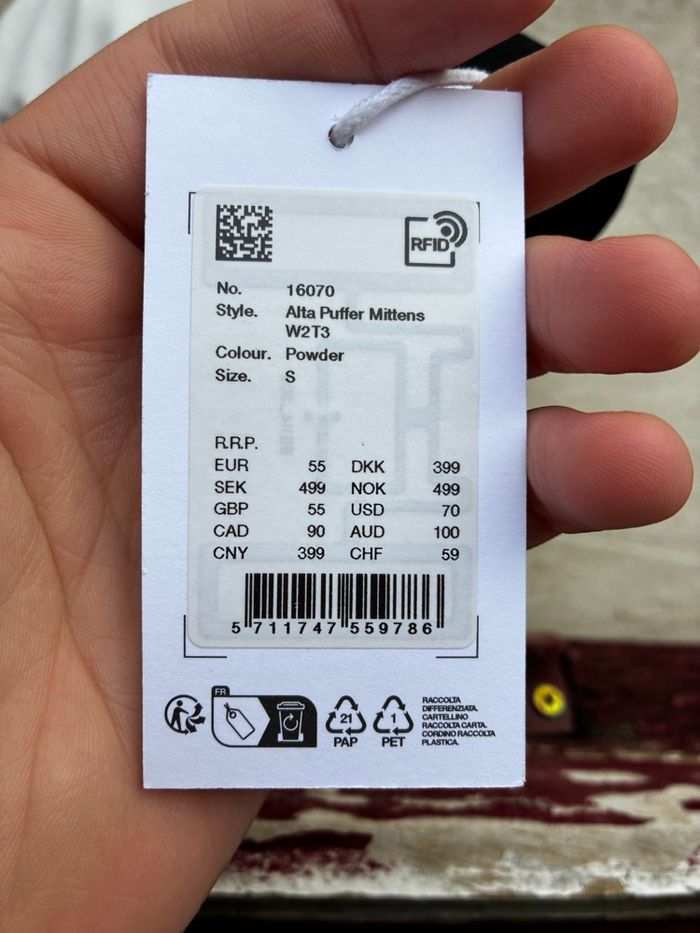 RFID
No. 16070
Style. Alta Puffer Mittens
W2T3
Colour. Powder
Size. S
R.R.P.
EUR 55 DKK 399
SEK 499 NOK 499
GBP 55 USD 70
CAD 90 AUD 100
CNY 399 CHF 59
5 711747 559786
FR
21
PAP
1
PET
RACCOLTA
DIFFERENZIATA.
CARTELLINO
RACCOLTA CARTA.
CORDINO RACCOLTA
PLASTICA.